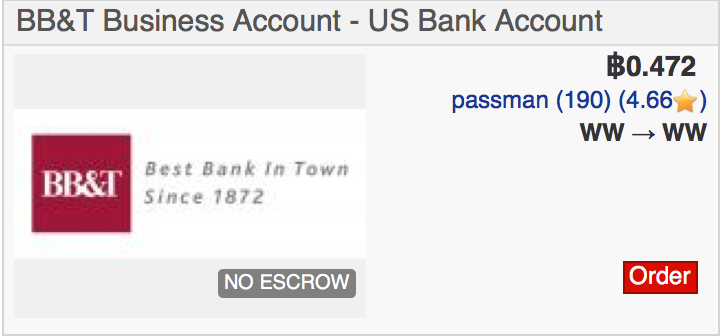 BB&T Business Account - US Bank Account
฿0.472
passman (190) (4.66⭐)
WW → WW
BB&T
Best Bank In Town
Since 1872
NO ESCROW
Order